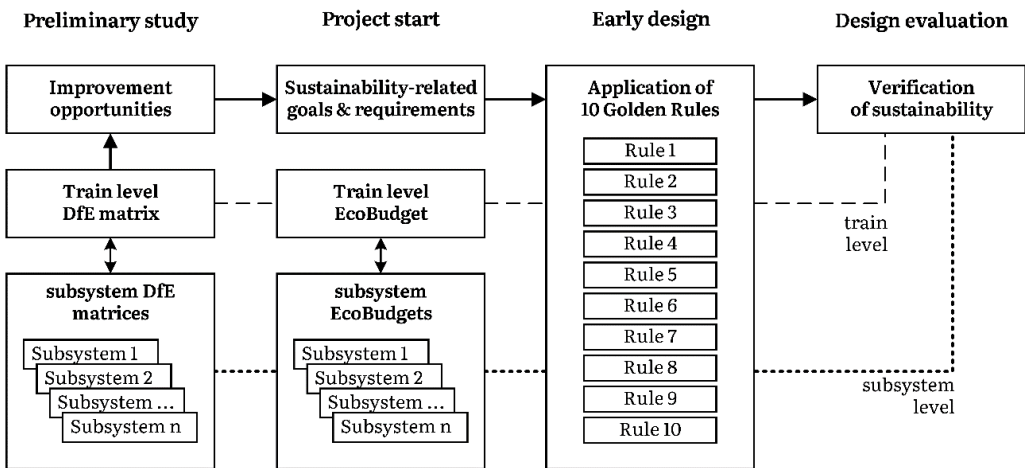 Preliminary study
Project start
Early design
Design evaluation
Improvement
opportunities
Sustainability-related
goals & requirements
Application of
10 Golden Rules
Verification
of sustainability
Rule 1
Rule 2
Rule 3
Rule 4
Rule 5
Rule 6
Rule 7
Rule 8
Rule 9
Rule 10
Train level
DfE matrix
Train level
EcoBudget
train
level
subsystem DfE
matrices
Subsystem 1
Subsystem 2
Subsystem ...
Subsystem n
subsystem
EcoBudgets
Subsystem 1
Subsystem 2
Subsystem ...
Subsystem n
subsystem
level